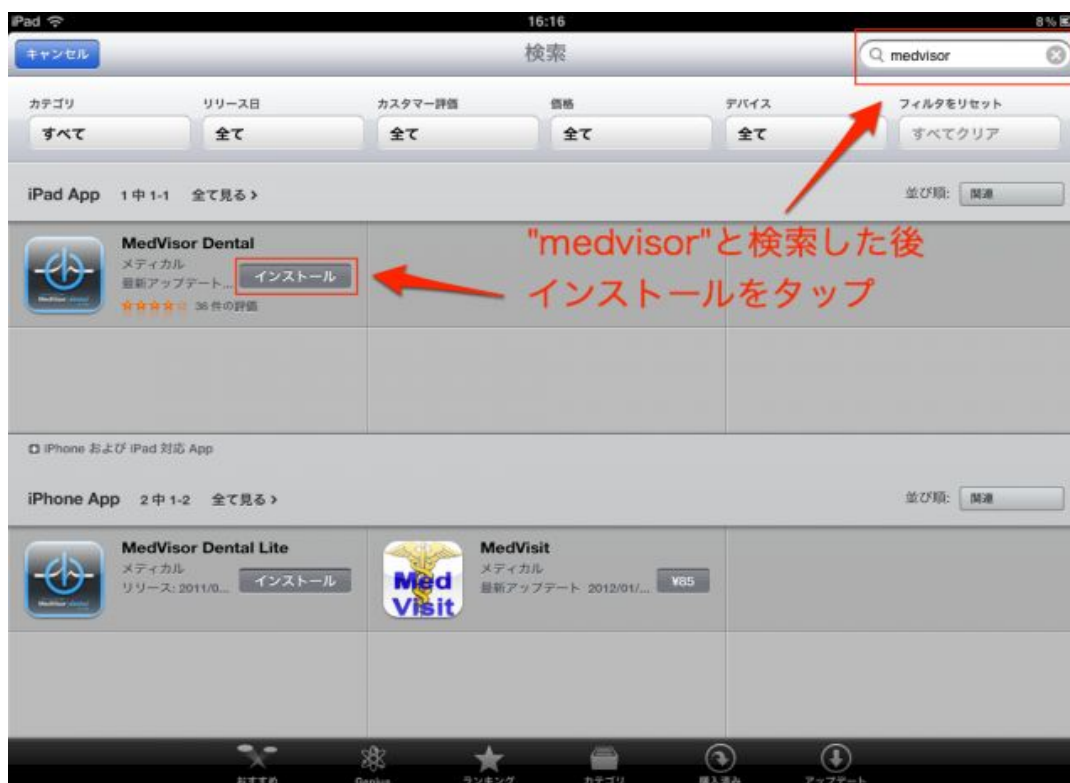 iPad 16:16 8%
キャンセル 検索 medvisor
カテゴリ リリース日 カスタマー評価 価格 デバイス フィルタをリセット
すべて 全て 全て 全て 全て すべてクリア
iPad App 1 中 1-1 全て見る › 並び順: 関連
"medvisor"と検索した後
インストールをタップ
MedVisor Dental
メディカル
最新アップデート... インストール
36 件の評価
iPhone および iPad 対応 App
iPhone App 2 中 1-2 全て見る › 並び順: 関連
MedVisor Dental Lite
メディカル
リリース: 2011/0... インストール
Med
Visit
MedVisit
メディカル
最新アップデート 2012/01/... ¥85
おすすめ Genius ランキング カテゴリ 購入済み アップデート